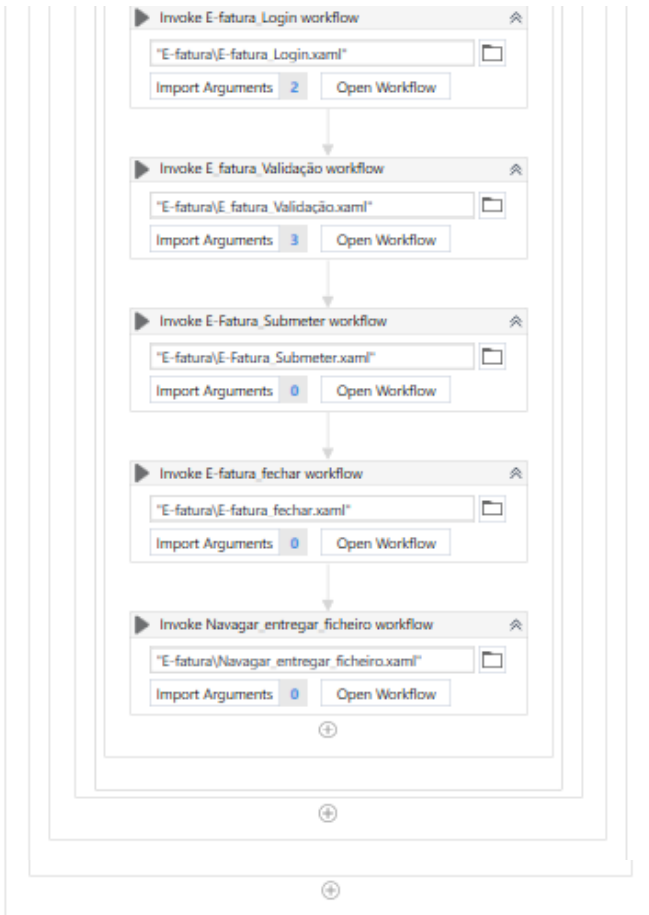 Invoke E-fatura_Login workflow
"E-fatura\E-fatura_Login.xaml"
Import Arguments 2 Open Workflow
Invoke E_fatura_Validação workflow
"E-fatura\E_fatura_Validação.xaml"
Import Arguments 3 Open Workflow
Invoke E-Fatura_Submeter workflow
"E-fatura\E-Fatura_Submeter.xaml"
Import Arguments 0 Open Workflow
Invoke E-fatura_fechar workflow
"E-fatura\E-fatura_fechar.xaml"
Import Arguments 0 Open Workflow
Invoke Navagar_entregar_ficheiro workflow
"E-fatura\Navagar_entregar_ficheiro.xaml"
Import Arguments 0 Open Workflow